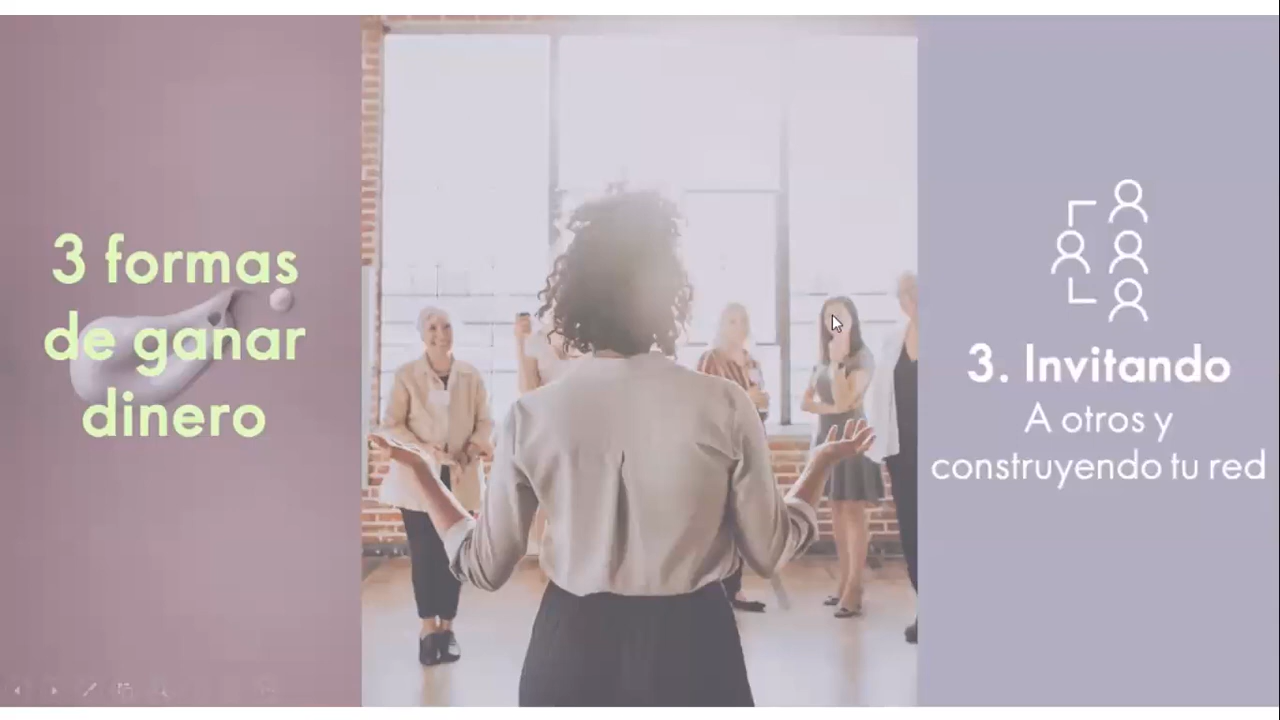 3 formas
de ganar
dinero
3. Invitando
A otros y
construyendo tu red